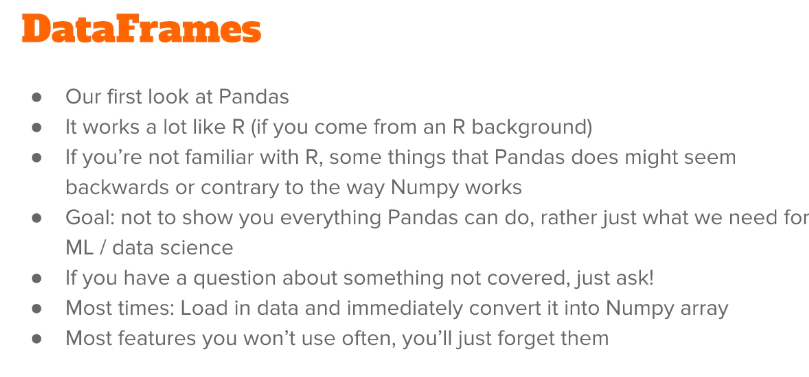 DataFrames
● Our first look at Pandas
● It works a lot like R (if you come from an R background)
● If you're not familiar with R, some things that Pandas does might seem
backwards or contrary to the way Numpy works
● Goal: not to show you everything Pandas can do, rather just what we need for
ML / data science
● If you have a question about something not covered, just ask!
● Most times: Load in data and immediately convert it into Numpy array
● Most features you won't use often, you'll just forget them